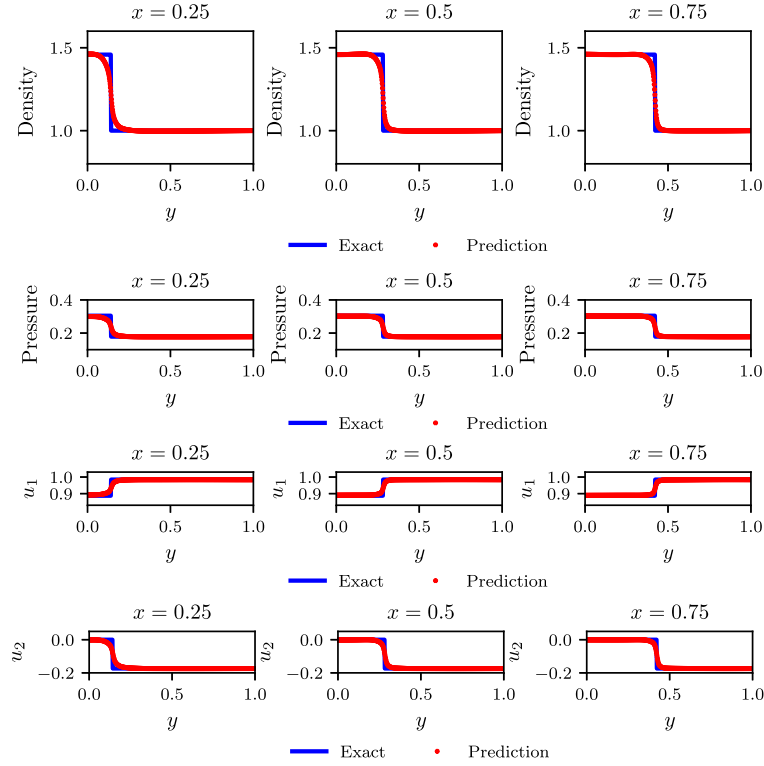 x = 0.25 x = 0.5 x = 0.75
Density 1.5 1.0 Density 1.5 1.0 Density 1.5 1.0
0.0 0.5 1.0 0.0 0.5 1.0 0.0 0.5 1.0
y y y
Exact Prediction
x = 0.25 x = 0.5 x = 0.75
Pressure 0.4 0.2 Pressure 0.4 0.2 Pressure 0.4 0.2
0.0 0.5 1.0 0.0 0.5 1.0 0.0 0.5 1.0
y y y
Exact Prediction
x = 0.25 x = 0.5 x = 0.75
u₁ 1.0 0.9 u₁ 1.0 0.9 u₁ 1.0 0.9
0.0 0.5 1.0 0.0 0.5 1.0 0.0 0.5 1.0
y y y
Exact Prediction
x = 0.25 x = 0.5 x = 0.75
u₂ 0.0 −0.2 u₂ 0.0 −0.2 u₂ 0.0 −0.2
0.0 0.5 1.0 0.0 0.5 1.0 0.0 0.5 1.0
y y y
Exact Prediction